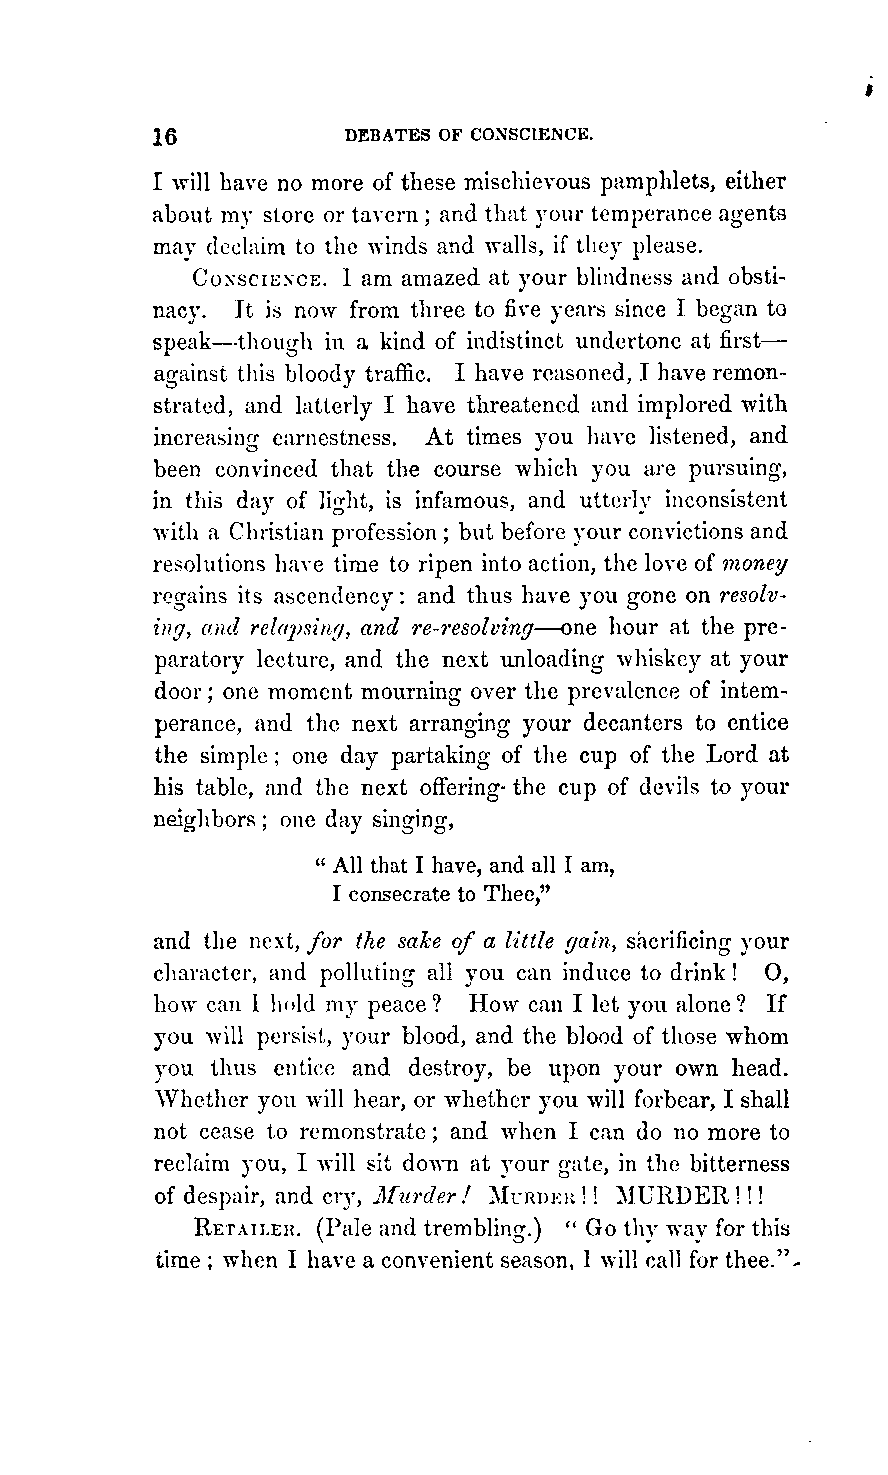 16 DEBATES OF CONSCIENCE.
I will have no more of these mischievous pamphlets, either
about my store or tavern; and that your temperance agents
may declaim to the winds and walls, if they please.
CONSCIENCE. I am amazed at your blindness and obsti-
nacy. It is now from three to five years since I began to
speak—though in a kind of indistinct undertone at first—
against this bloody traffic. I have reasoned, I have remon-
strated, and latterly I have threatened and implored with
increasing earnestness. At times you have listened, and
been convinced that the course which you are pursuing,
in this day of light, is infamous, and utterly inconsistent
with a Christian profession; but before your convictions and
resolutions have time to ripen into action, the love of money
regains its ascendency: and thus have you gone on resolv-
ing, and relapsing, and re-resolving—one hour at the pre-
paratory lecture, and the next unloading whiskey at your
door; one moment mourning over the prevalence of intem-
perance, and the next arranging your decanters to entice
the simple; one day partaking of the cup of the Lord at
his table, and the next offering the cup of devils to your
neighbors; one day singing,
“All that I have, and all I am,
I consecrate to Thee,”
and the next, for the sake of a little gain, sacrificing your
character, and polluting all you can induce to drink! O,
how can I hold my peace? How can I let you alone? If
you will persist, your blood, and the blood of those whom
you thus entice and destroy, be upon your own head.
Whether you will hear, or whether you will forbear, I shall
not cease to remonstrate; and when I can do no more to
reclaim you, I will sit down at your gate, in the bitterness
of despair, and cry, Murder! MURDER!! MURDER!!!
RETAILER. (Pale and trembling.) “Go thy way for this
time; when I have a convenient season, I will call for thee.”